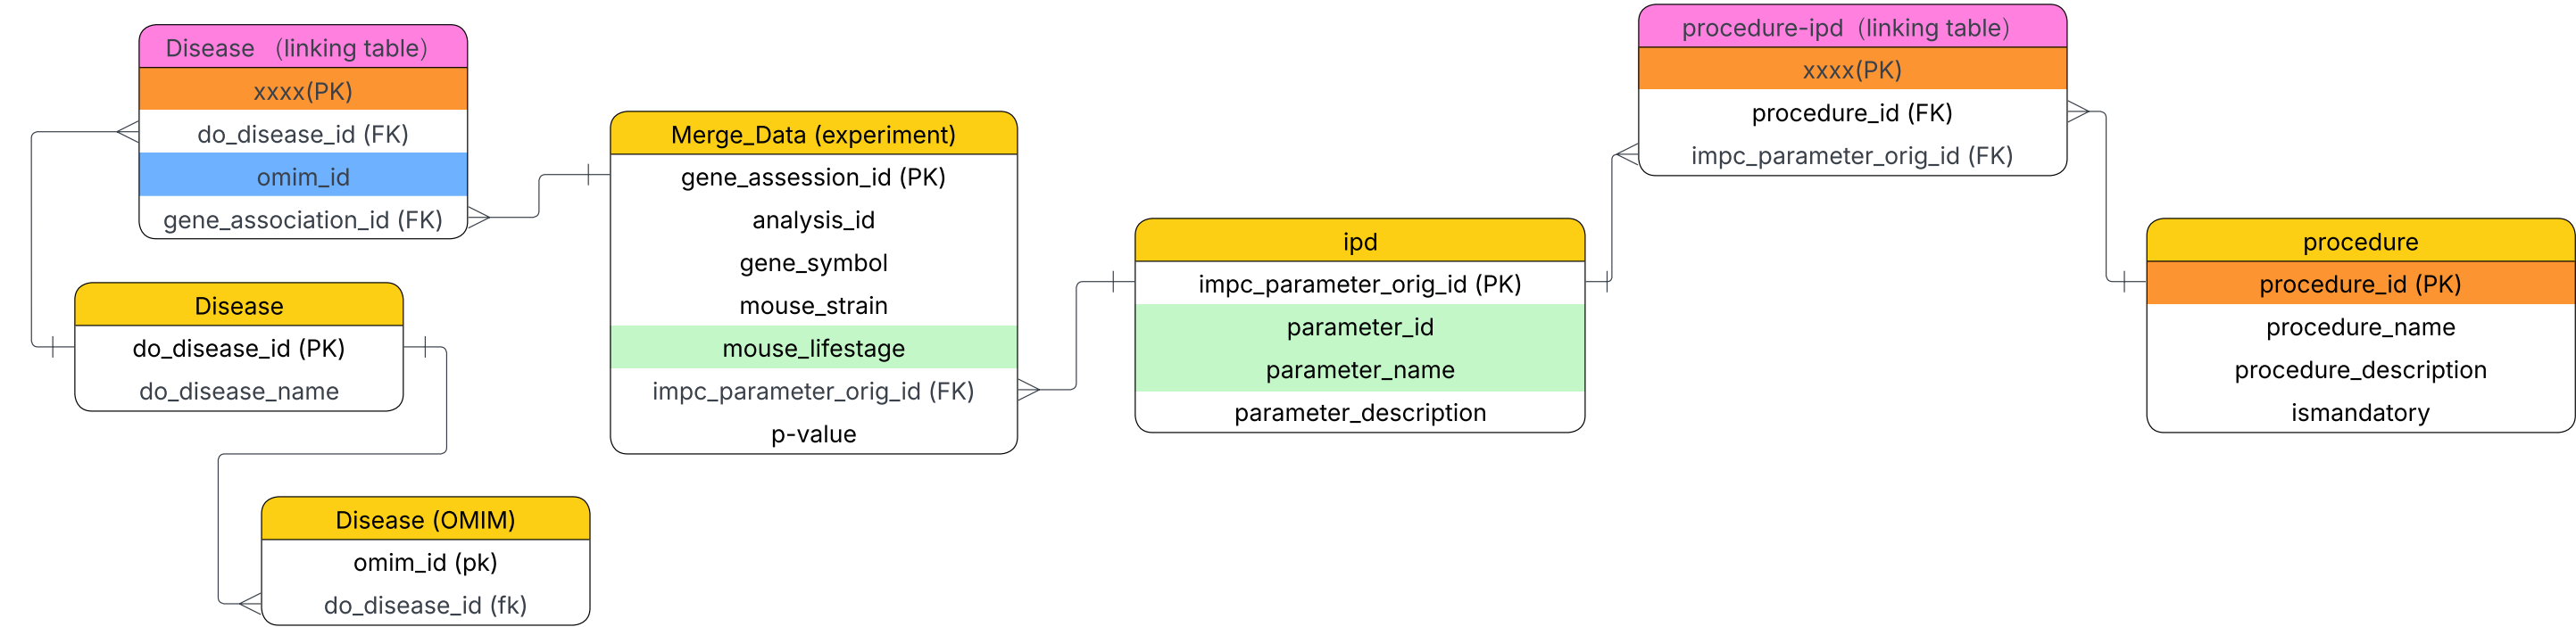 Disease （linking table）
xxxx(PK)
do_disease_id (FK)
omim_id
gene_association_id (FK)
Disease
do_disease_id (PK)
do_disease_name
Disease (OMIM)
omim_id (pk)
do_disease_id (fk)
Merge_Data (experiment)
gene_assession_id (PK)
analysis_id
gene_symbol
mouse_strain
mouse_lifestage
impc_parameter_orig_id (FK)
p-value
ipd
impc_parameter_orig_id (PK)
parameter_id
parameter_name
parameter_description
procedure-ipd（linking table）
xxxx(PK)
procedure_id (FK)
impc_parameter_orig_id (FK)
procedure
procedure_id (PK)
procedure_name
procedure_description
ismandatory